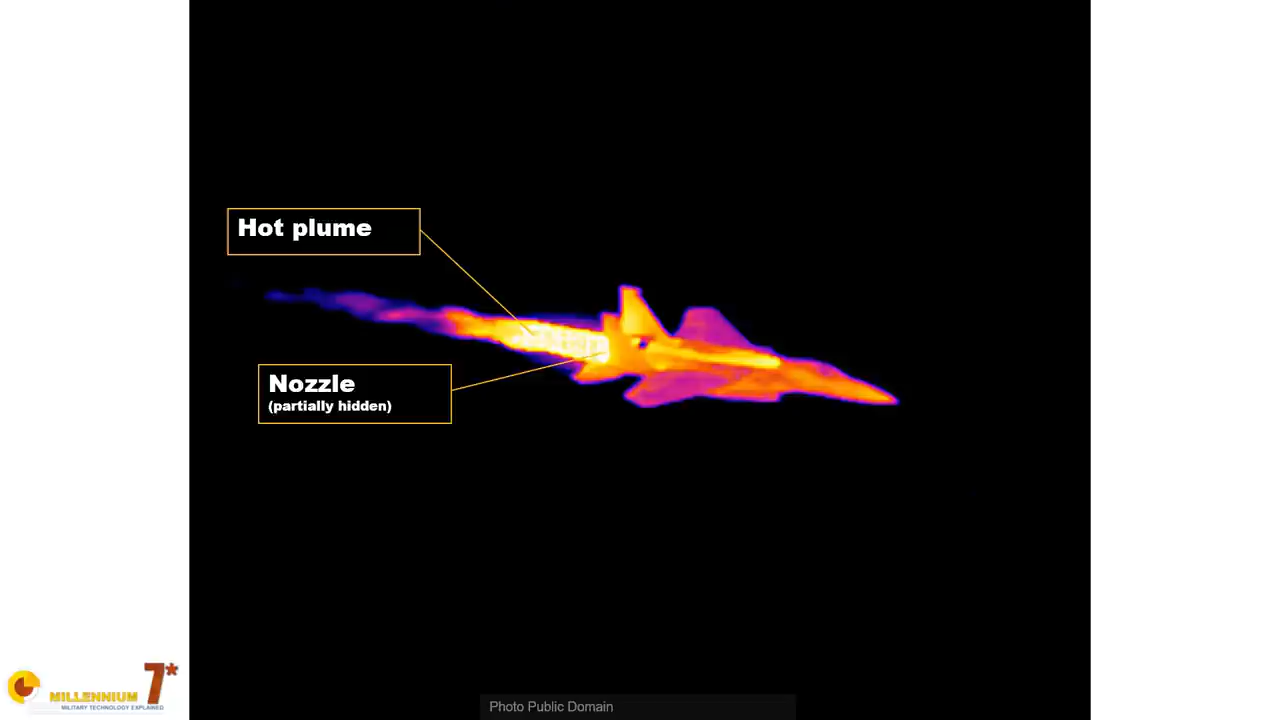 Hot plume
Nozzle
(partially hidden)
MILLENNIUM 7*
MILITARY TECHNOLOGY EXPLAINED
Photo Public Domain